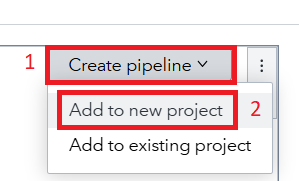 1 Create pipeline
Add to new project 2
Add to existing project